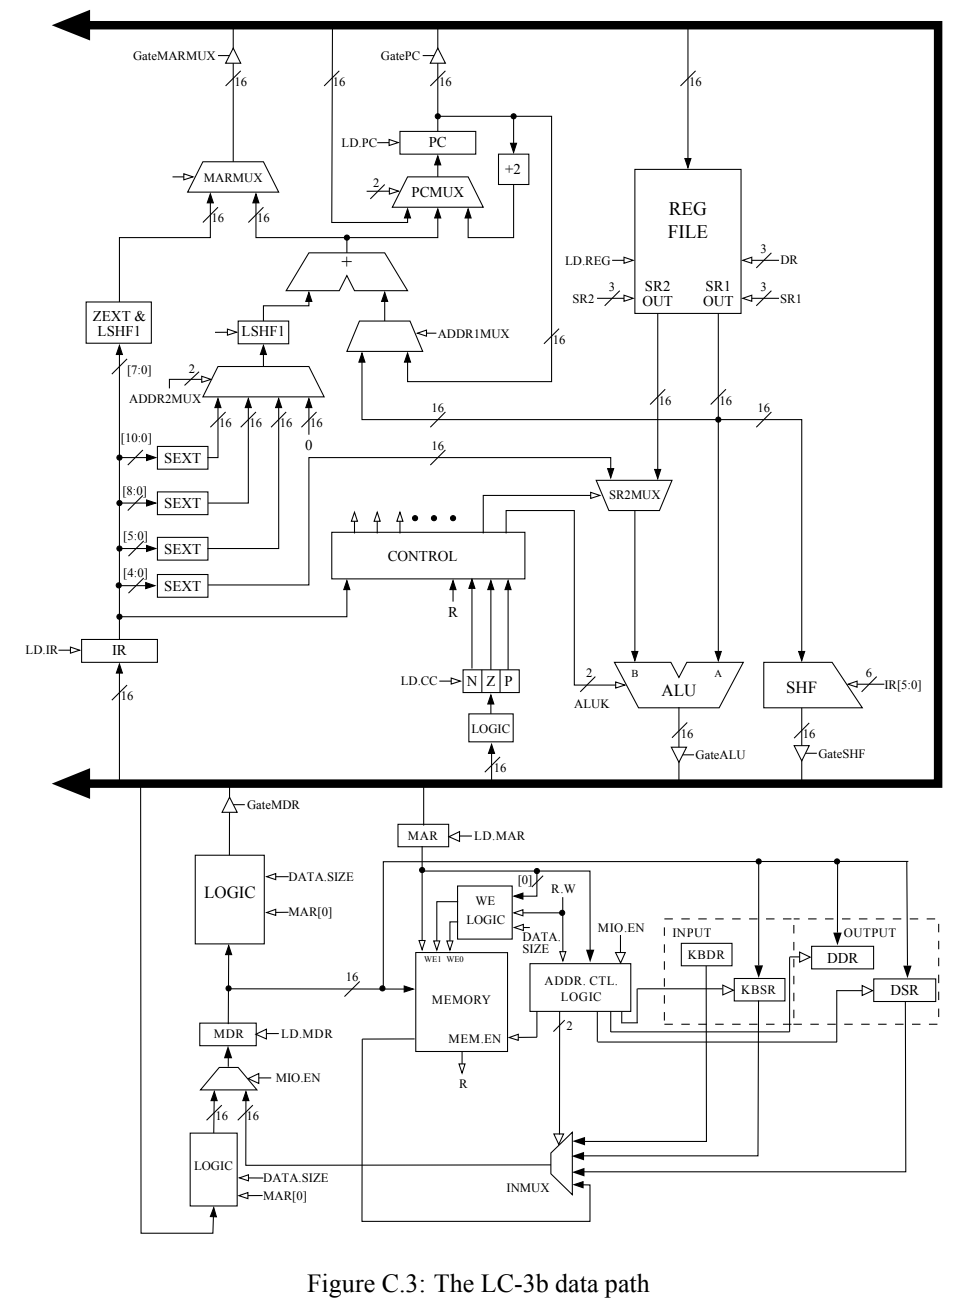 GateMARMUX
GatePC
16
16
16
16
LD.PC
PC
+2
MARMUX
2
PCMUX
16
16
REG
FILE
+
LD.REG
3
DR
SR2
OUT
SR1
OUT
SR2
3
3
SR1
ZEXT &
LSHF1
LSHF1
ADDR1MUX
16
[7:0]
2
ADDR2MUX
16
16
16
16
0
16
16
16
16
[10:0]
SEXT
16
[8:0]
SEXT
SR2MUX
[5:0]
SEXT
CONTROL
[4:0]
SEXT
R
LD.IR
IR
LD.CC
N Z P
B
A
ALU
2
ALUK
SHF
6
IR[5:0]
16
LOGIC
16
16
GateALU
16
GateSHF
GateMDR
MAR
LD.MAR
LOGIC
DATA.SIZE
MAR[0]
[0]
R.W
WE
LOGIC
DATA.
SIZE
MIO.EN
INPUT
OUTPUT
KBDR
DDR
WE1 WE0
16
MEMORY
ADDR. CTL.
LOGIC
KBSR
DSR
MDR
LD.MDR
MEM.EN
2
MIO.EN
R
16
16
LOGIC
DATA.SIZE
MAR[0]
INMUX
Figure C.3: The LC-3b data path